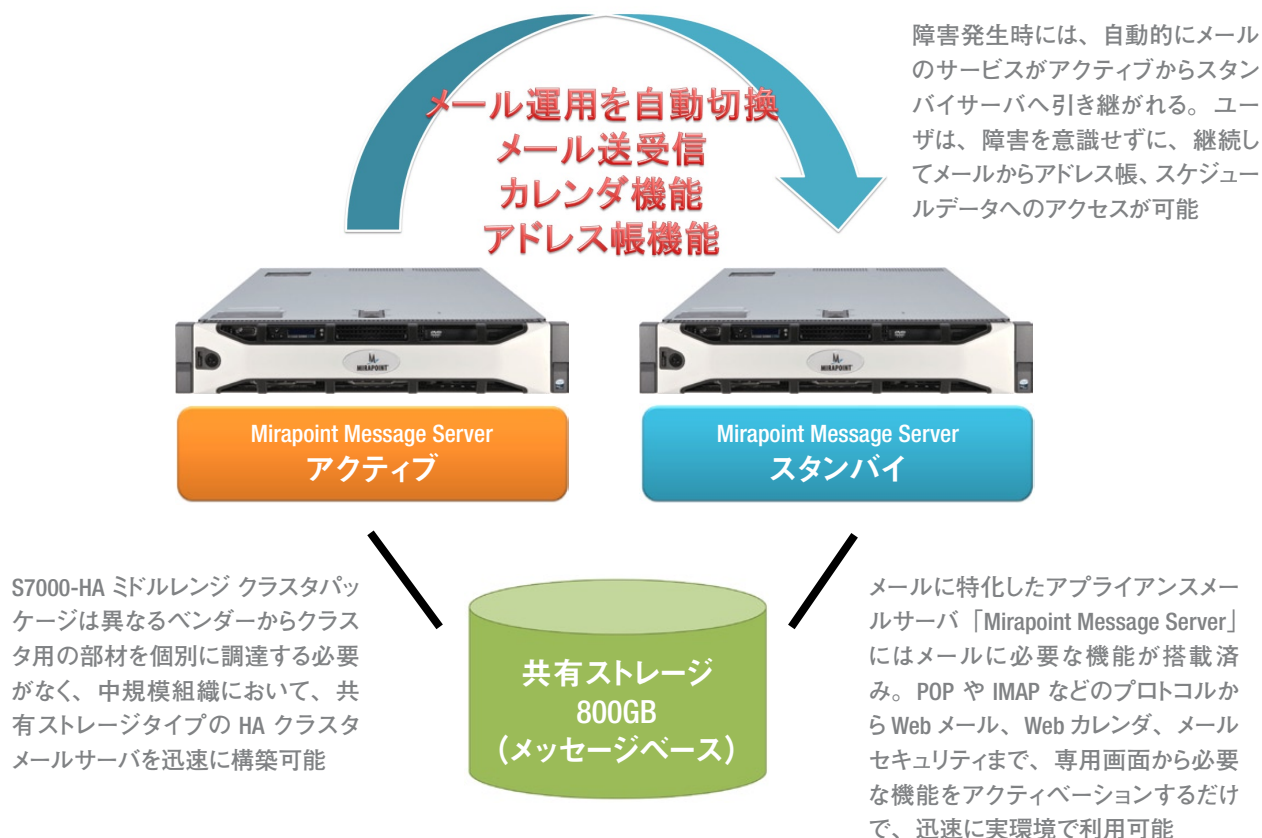 障害発生時には、自動的にメール
のサービスがアクティブからスタン
バイサーバへ引き継がれる。ユー
ザは、障害を意識せずに、継続し
てメールからアドレス帳、スケジュー
ルデータへのアクセスが可能
メール運用を自動切換
メール送受信
カレンダ機能
アドレス帳機能
MIRAPOINT
MIRAPOINT
Mirapoint Message Server
アクティブ
Mirapoint Message Server
スタンバイ
S7000-HA ミドルレンジ クラスタパッ
ケージは異なるベンダーからクラス
タ用の部材を個別に調達する必要
がなく、中規模組織において、共
有ストレージタイプの HA クラスタ
メールサーバを迅速に構築可能
共有ストレージ
800GB
（メッセージベース）
メールに特化したアプライアンスメー
ルサーバ「Mirapoint Message Server」
にはメールに必要な機能が搭載済
み。POP や IMAP などのプロトコルか
ら Web メール、Web カレンダ、メール
セキュリティまで、専用画面から必要
な機能をアクティベーションするだけ
で、迅速に実環境で利用可能